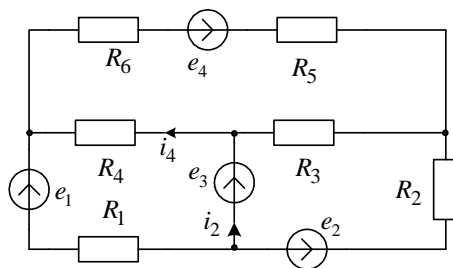 R₆ e₄ R₅
R₄ i₄ R₃
e₁ e₃ R₂
R₁ i₂ e₂